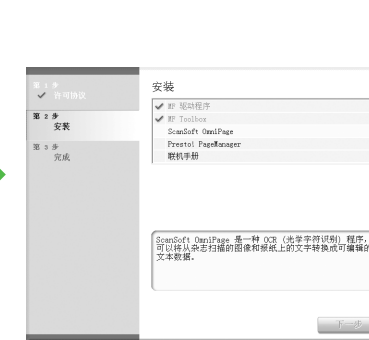 第 1 步
许可协议
第 2 步
安装
第 3 步
完成
安装
MP 驱动程序
MP Toolbox
ScanSoft OmniPage
Presto! PageManager
联机手册
ScanSoft OmniPage 是一种 OCR (光学字符识别) 程序,
可以将从杂志扫描的图像和报纸上的文字转换成可编辑的
文本数据。
下一步